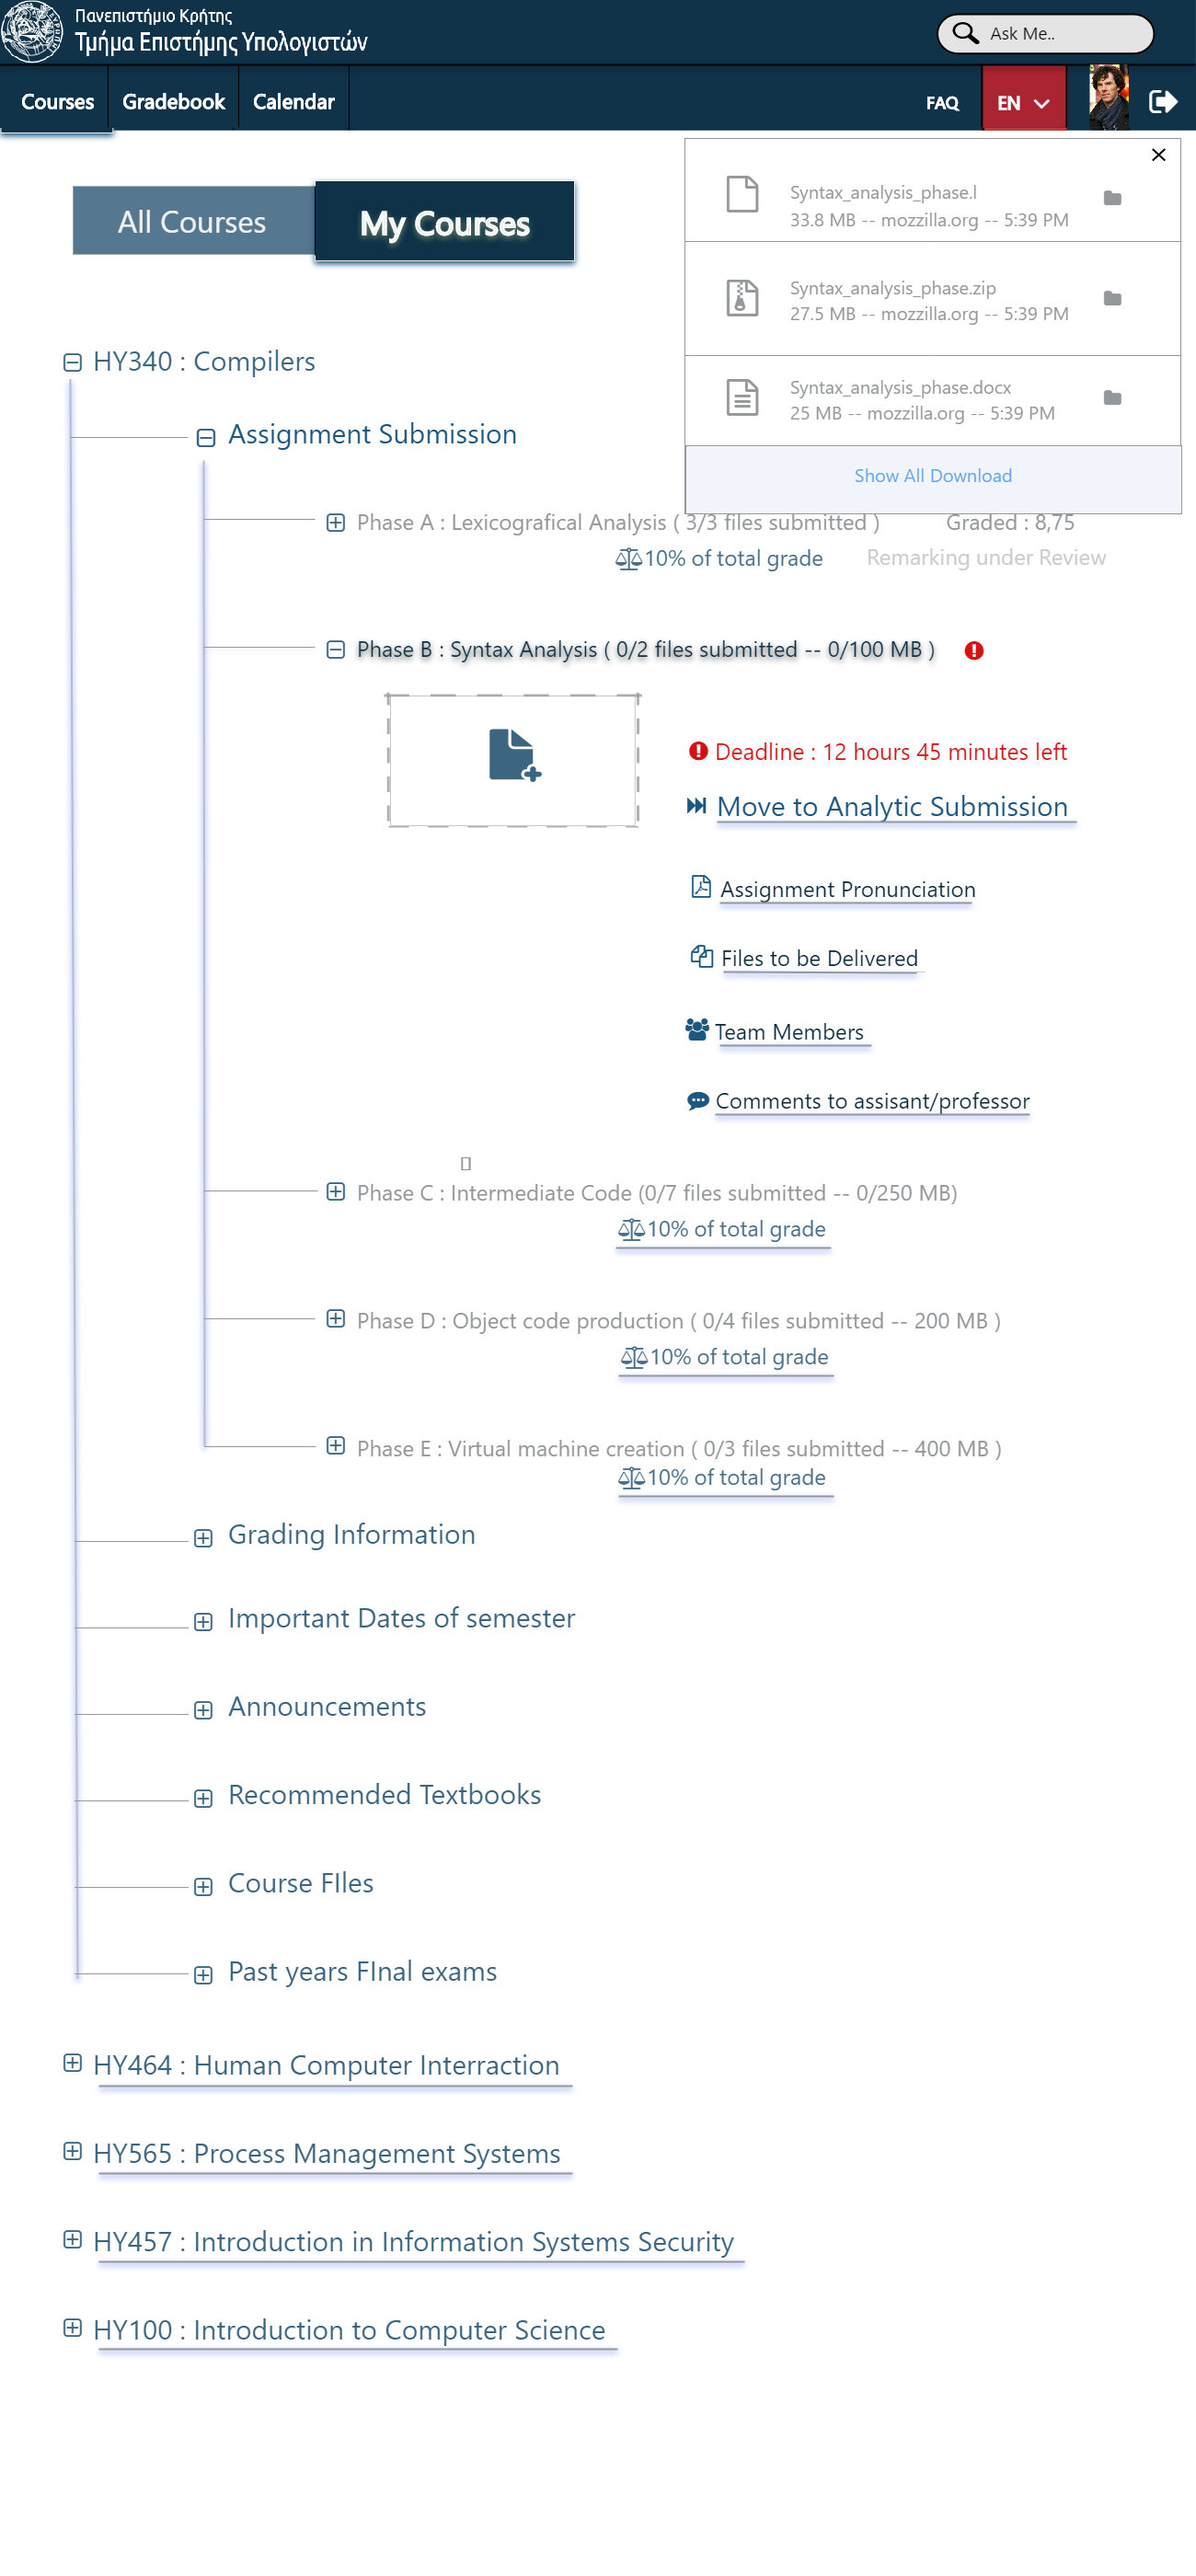 Πανεπιστήμιο Κρήτης
Τμήμα Επιστήμης Υπολογιστών
Ask Me..
Courses
Gradebook
Calendar
FAQ
EN
All Courses
My Courses
Syntax_analysis_phase.l
33.8 MB -- mozzilla.org -- 5:39 PM
Syntax_analysis_phase.zip
27.5 MB -- mozzilla.org -- 5:39 PM
Syntax_analysis_phase.docx
25 MB -- mozzilla.org -- 5:39 PM
Show All Download
HY340 : Compilers
Assignment Submission
Phase A : Lexicografical Analysis ( 3/3 files submitted )
Graded : 8,75
10% of total grade
Remarking under Review
Phase B : Syntax Analysis ( 0/2 files submitted -- 0/100 MB )
Deadline : 12 hours 45 minutes left
Move to Analytic Submission
Assignment Pronunciation
Files to be Delivered
Team Members
Comments to assisant/professor
Phase C : Intermediate Code (0/7 files submitted -- 0/250 MB)
10% of total grade
Phase D : Object code production ( 0/4 files submitted -- 200 MB )
10% of total grade
Phase E : Virtual machine creation ( 0/3 files submitted -- 400 MB )
10% of total grade
Grading Information
Important Dates of semester
Announcements
Recommended Textbooks
Course FIles
Past years FInal exams
HY464 : Human Computer Interraction
HY565 : Process Management Systems
HY457 : Introduction in Information Systems Security
HY100 : Introduction to Computer Science